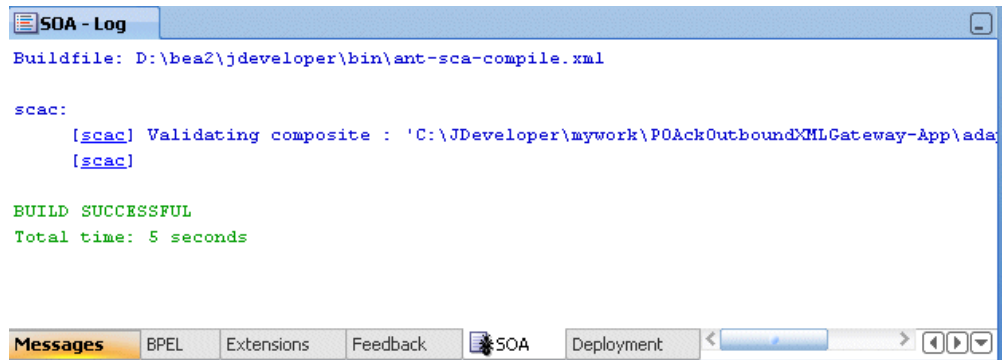 SOA - Log
Buildfile: D:\bea2\jdeveloper\bin\ant-sca-compile.xml
scac:
[scac] Validating composite : 'C:\JDeveloper\mywork\POAckOutboundXMLGateway-App\ada
[scac]
BUILD SUCCESSFUL
Total time: 5 seconds
Messages BPEL Extensions Feedback SOA Deployment